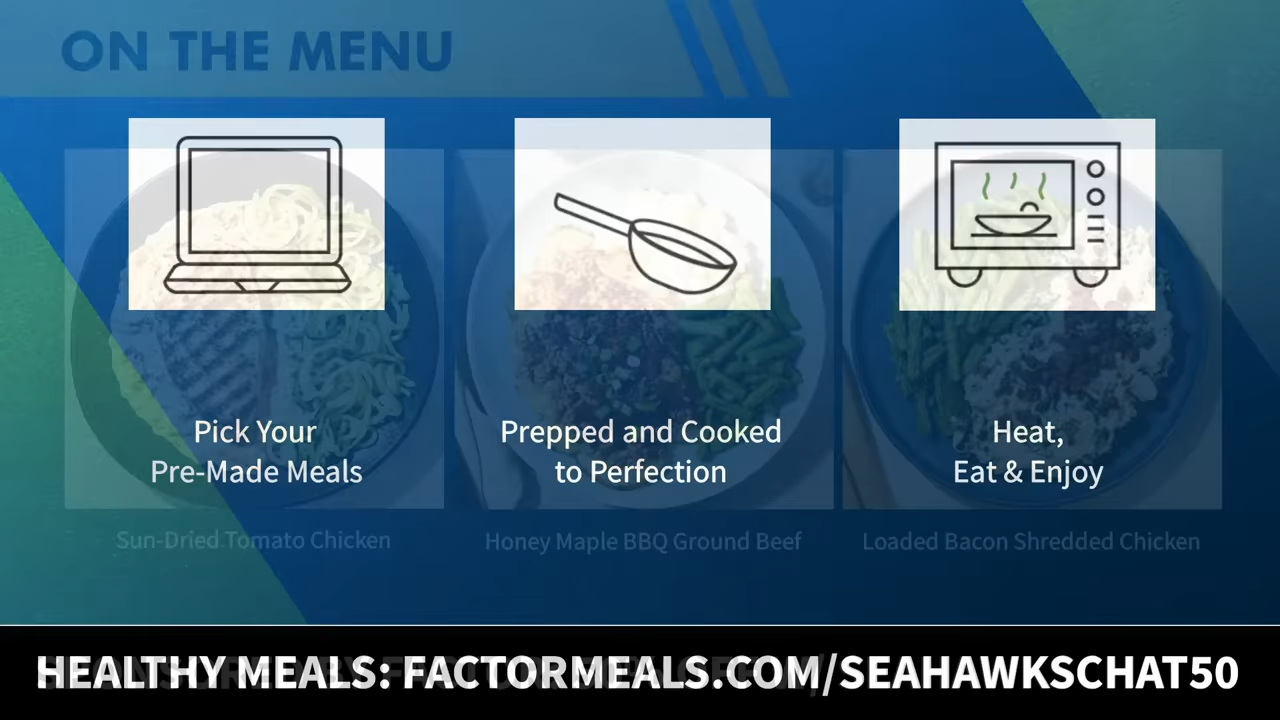 ON THE MENU
Pick Your
Pre-Made Meals
Prepped and Cooked
to Perfection
Heat,
Eat & Enjoy
Sun-Dried Tomato Chicken
Honey Maple BBQ Ground Beef
Loaded Bacon Shredded Chicken
HEALTHY MEALS: FACTORMEALS.COM/SEAHAWKSCHAT50